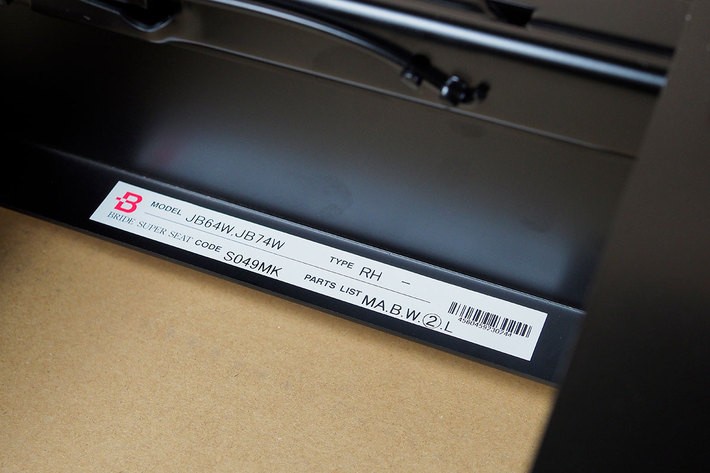 B MODEL JB64W.JB74W TYPE RH -
BRIDE SUPER SEAT CODE S049MK PARTS LIST MA.B.W.②.L